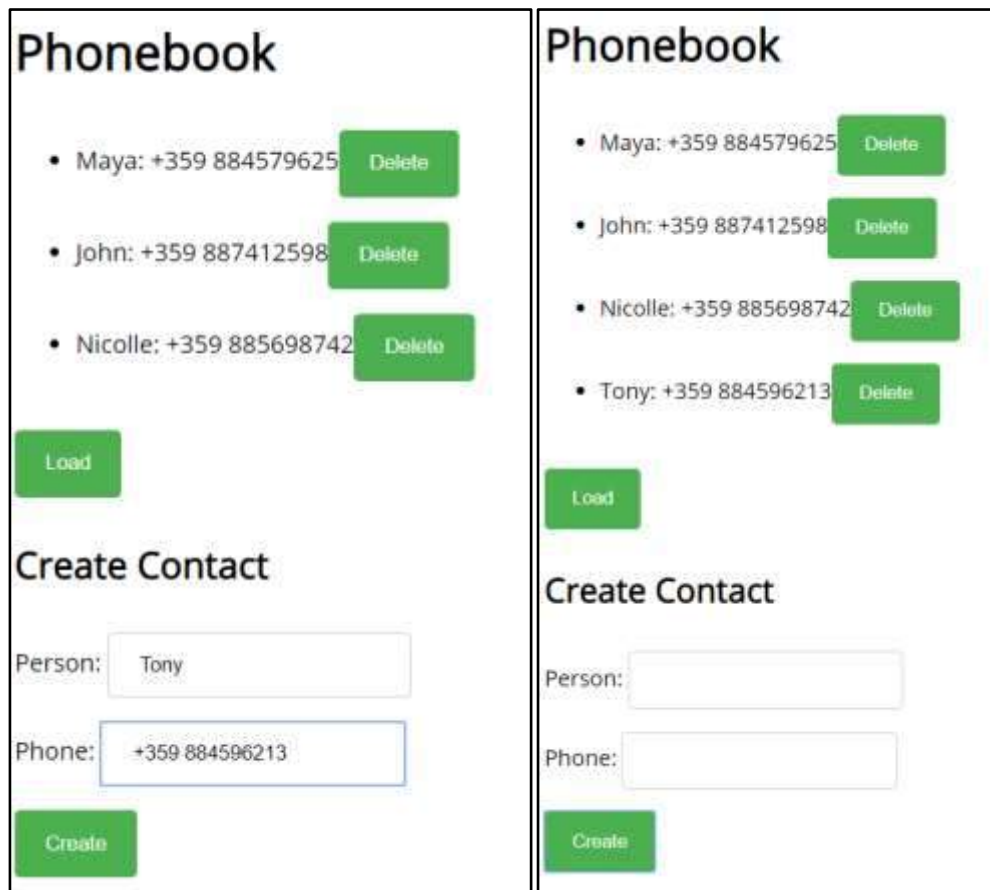 Phonebook
Maya: +359 884579625 Delete
John: +359 887412598 Delete
Nicolle: +359 885698742 Delete
Load
Create Contact
Person: Tony
Phone: +359 884596213
Create
Phonebook
Maya: +359 884579625 Delete
John: +359 887412598 Delete
Nicolle: +359 885698742 Delete
Tony: +359 884596213 Delete
Load
Create Contact
Person:
Phone:
Create